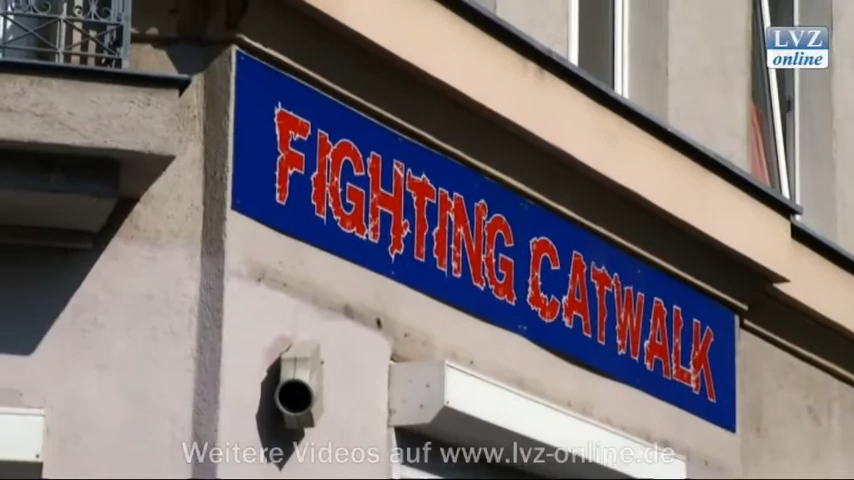 LVZ
online
FIGHTING CATWALK
Weitere Videos auf www.lvz-online.de